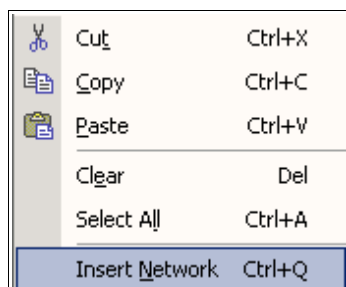 Cut Ctrl+X
Copy Ctrl+C
Paste Ctrl+V
Clear Del
Select All Ctrl+A
Insert Network Ctrl+Q